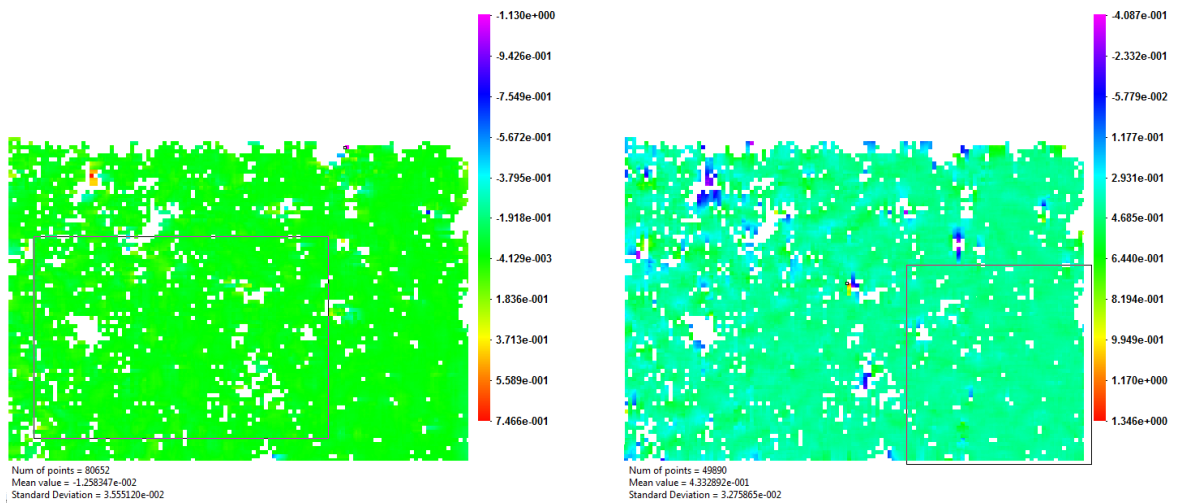 -1.130e+000
-9.426e-001
-7.549e-001
-5.672e-001
-3.795e-001
-1.918e-001
-4.129e-003
1.836e-001
3.713e-001
5.589e-001
7.466e-001
Num of points = 80652
Mean value = -1.258347e-002
Standard Deviation = 3.555120e-002
-4.087e-001
-2.332e-001
-5.779e-002
1.177e-001
2.931e-001
4.685e-001
6.440e-001
8.194e-001
9.949e-001
1.170e+000
1.346e+000
Num of points = 49890
Mean value = 4.332892e-001
Standard Deviation = 3.275865e-002